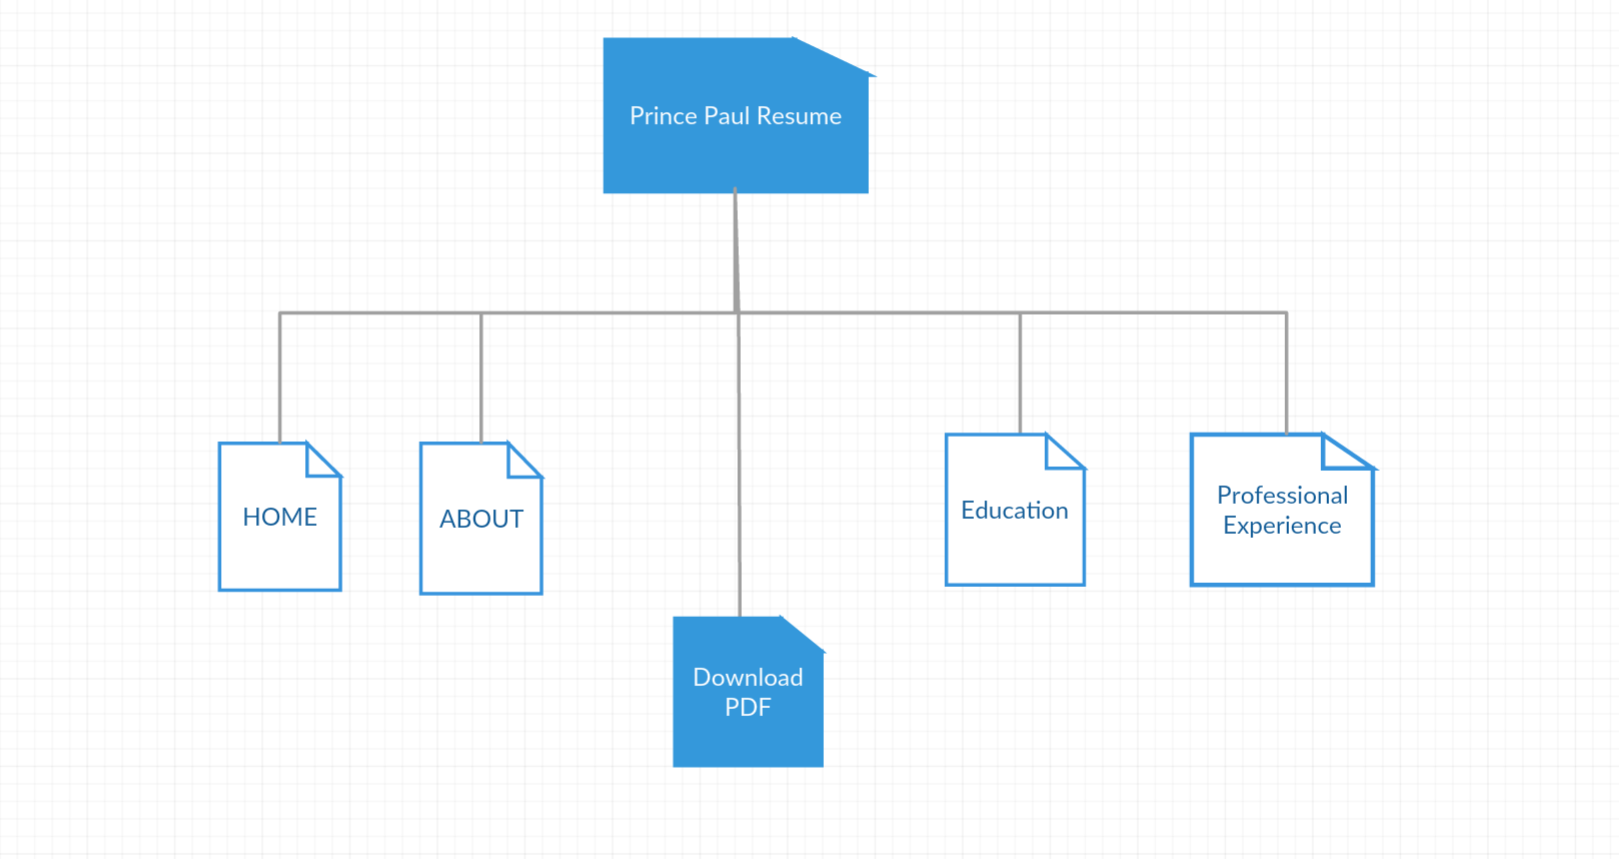 Prince Paul Resume
HOME
ABOUT
Education
Professional
Experience
Download
PDF